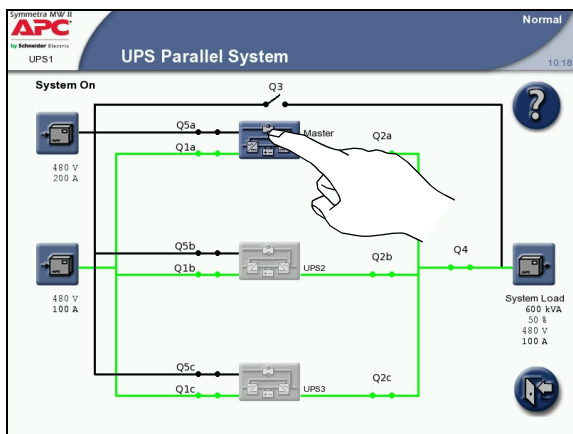 Symmetra MW II
APC
by Schneider Electric
UPS1
UPS Parallel System
Normal
10:18
System On
Q3
Q5a
Q1a
Master
Q2a
480 V
200 A
Q5b
Q1b
UPS2
Q2b
Q4
480 V
100 A
System Load
600 kVA
50 %
480 V
100 A
Q5c
Q1c
UPS3
Q2c
?